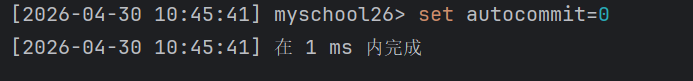 [2026-04-30 10:45:41] myschool26> set autocommit=0
[2026-04-30 10:45:41] 在 1 ms 内完成